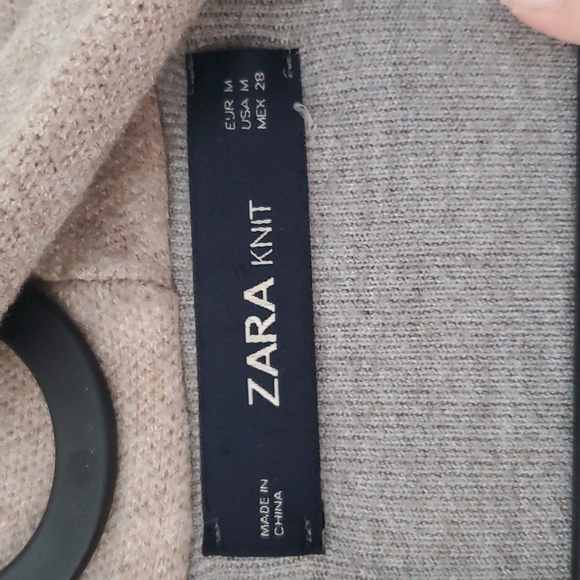 ZARA KNIT
EUR M
USA M
MEX 28
MADE IN
CHINA